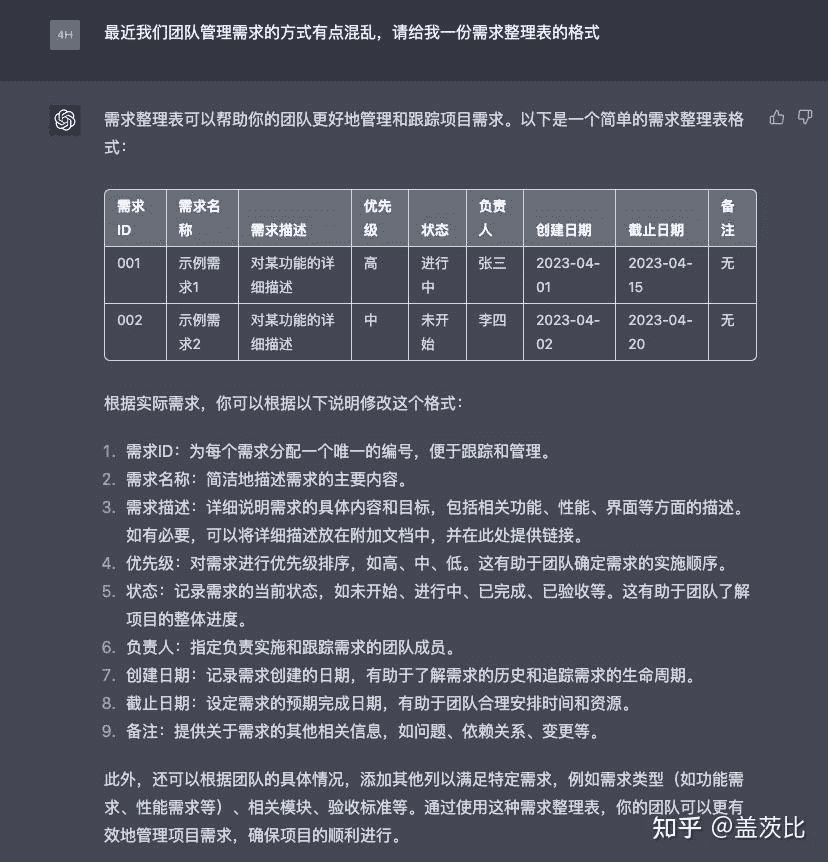 4H
最近我们团队管理需求的方式有点混乱，请给我一份需求整理表的格式
需求整理表可以帮助你的团队更好地管理和跟踪项目需求。以下是一个简单的需求整理表格
式：
需求 需求名 优先 负责 备
ID 称 需求描述 级 状态 人 创建日期 截止日期 注
001 示例需 对某功能的详 高 进行 张三 2023-04- 2023-04- 无
求1 细描述 中 01 15
002 示例需 对某功能的详 中 未开 李四 2023-04- 2023-04- 无
求2 细描述 始 02 20
根据实际需求，你可以根据以下说明修改这个格式：
1. 需求ID：为每个需求分配一个唯一的编号，便于跟踪和管理。
2. 需求名称：简洁地描述需求的主要内容。
3. 需求描述：详细说明需求的具体内容和目标，包括相关功能、性能、界面等方面的描述。
如有必要，可以将详细描述放在附加文档中，并在此处提供链接。
4. 优先级：对需求进行优先级排序，如高、中、低。这有助于团队确定需求的实施顺序。
5. 状态：记录需求的当前状态，如未开始、进行中、已完成、已验收等。这有助于团队了解
项目的整体进度。
6. 负责人：指定负责实施和跟踪需求的团队成员。
7. 创建日期：记录需求创建的日期，有助于了解需求的历史和追踪需求的生命周期。
8. 截止日期：设定需求的预期完成日期，有助于团队合理安排时间和资源。
9. 备注：提供关于需求的其他相关信息，如问题、依赖关系、变更等。
此外，还可以根据团队的具体情况，添加其他列以满足特定需求，例如需求类型（如功能需
求、性能需求等）、相关模块、验收标准等。通过使用这种需求整理表，你的团队可以更有
效地管理项目需求，确保项目的顺利进行。
知乎 @盖茨比